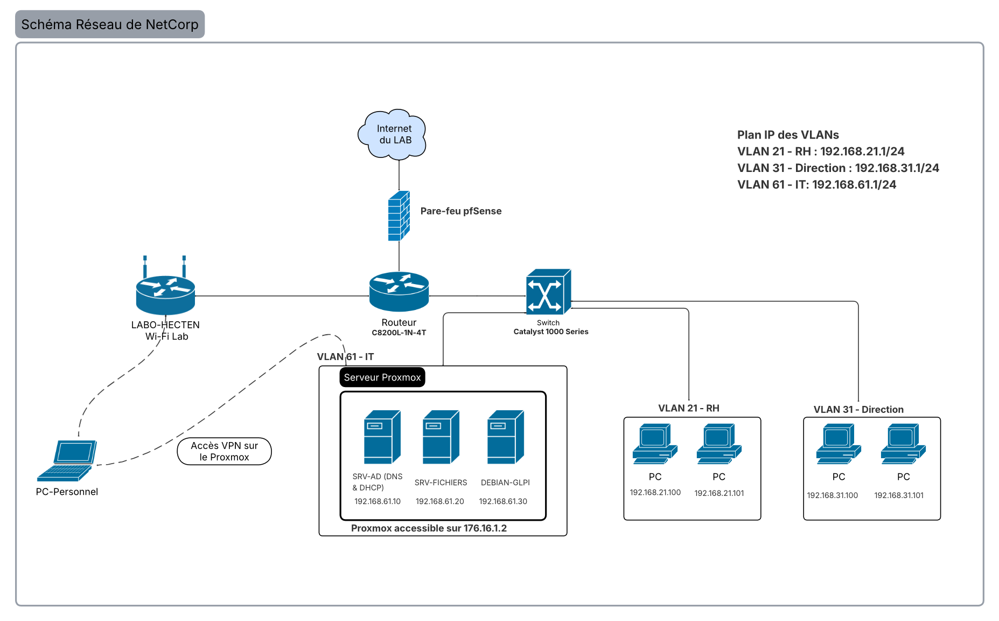 Schéma Réseau de NetCorp
Internet
du LAB
Plan IP des VLANs
VLAN 21 - RH : 192.168.21.1/24
VLAN 31 - Direction : 192.168.31.1/24
VLAN 61 - IT: 192.168.61.1/24
Pare-feu pfSense
LABO-HECTEN
Wi-Fi Lab
Routeur
C8200L-1N-4T
Switch
Catalyst 1000 Series
VLAN 61 - IT
Serveur Proxmox
SRV-AD (DNS
& DHCP)
192.168.61.10
SRV-FICHIERS
192.168.61.20
DEBIAN-GLPI
192.168.61.30
Proxmox accessible sur 176.16.1.2
Accès VPN sur
le Proxmox
PC-Personnel
VLAN 21 - RH
PC
192.168.21.100
PC
192.168.21.101
VLAN 31 - Direction
PC
192.168.31.100
PC
192.168.31.101